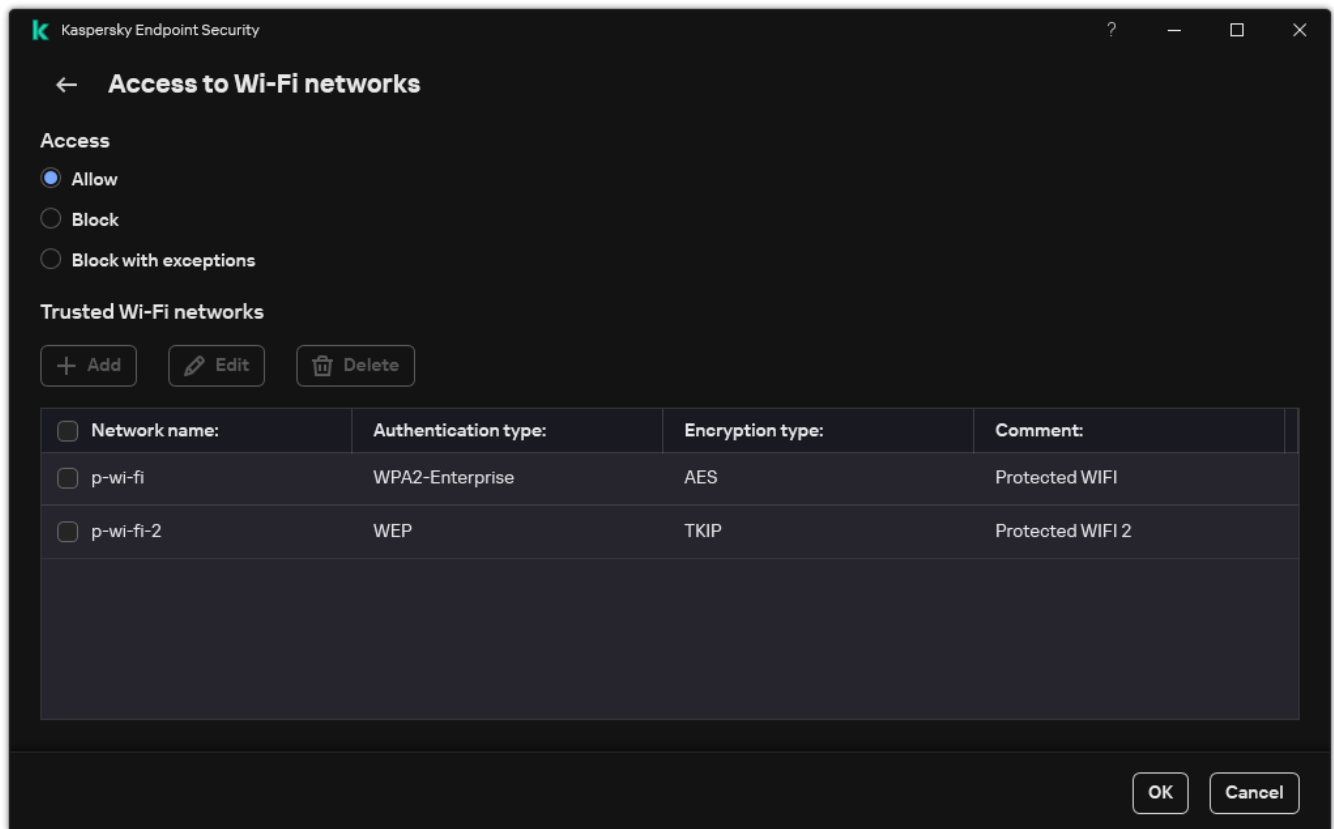 Kaspersky Endpoint Security ?
Access to Wi-Fi networks
Access
Allow
Block
Block with exceptions
Trusted Wi-Fi networks
Add Edit Delete
Network name: Authentication type: Encryption type: Comment:
p-wi-fi WPA2-Enterprise AES Protected WIFI
p-wi-fi-2 WEP TKIP Protected WIFI 2
OK Cancel